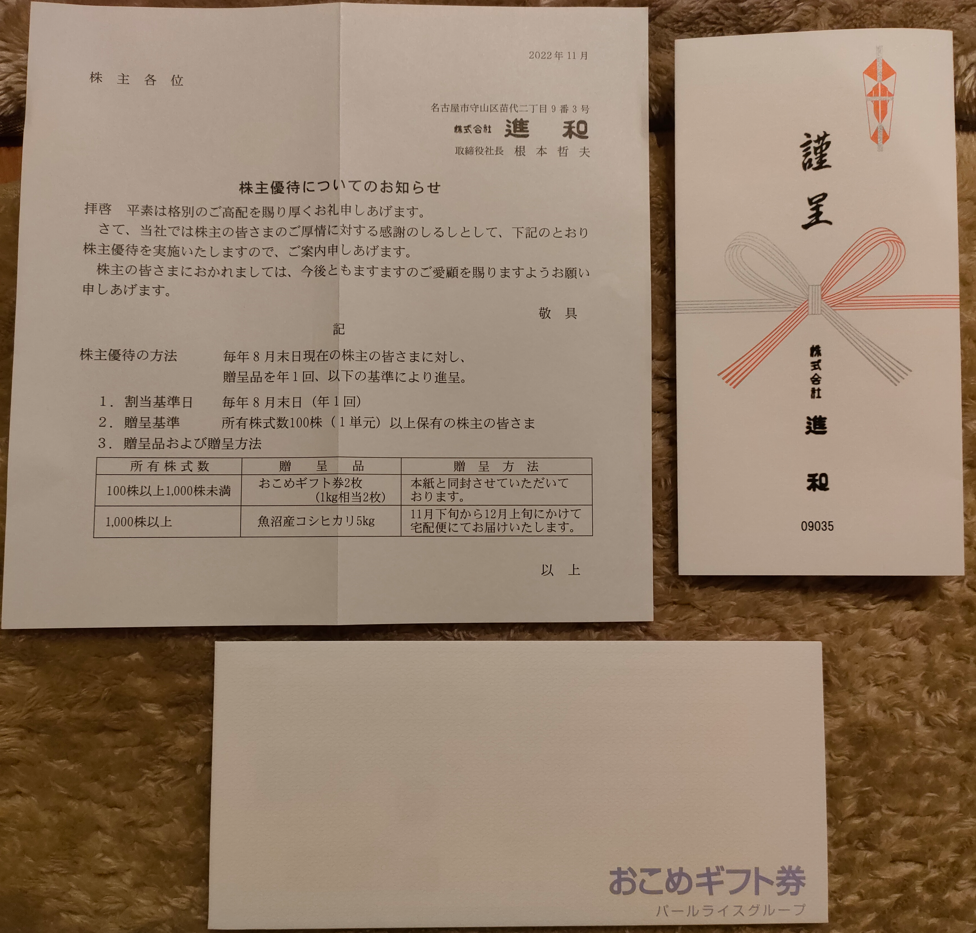 2022年11月
株主各位
名古屋市守山区苗代二丁目9番3号
株式会社 進和
取締役社長 根本哲夫
株主優待についてのお知らせ
拝啓 平素は格別のご高配を賜り厚くお礼申しあげます。
さて、当社では株主の皆さまのご厚情に対する感謝のしるしとして、下記のとおり
株主優待を実施いたしますので、ご案内申しあげます。
株主の皆さまにおかれましては、今後ともますますのご愛顧を賜りますようお願い
申しあげます。
敬具
記
株主優待の方法 毎年8月末日現在の株主の皆さまに対し、
贈呈品を年1回、以下の基準により進呈。
1. 割当基準日 毎年8月末日(年1回)
2. 贈呈基準 所有株式数100株(1単元)以上保有の株主の皆さま
3. 贈呈品および贈呈方法
所有株式数 贈呈品 贈呈方法
100株以上1,000株未満 おこめギフト券2枚 (1kg相当2枚) 本紙と同封させていただいて おります。
1,000株以上 魚沼産コシヒカリ5kg 11月下旬から12月上旬にかけて 宅配便にてお届けいたします。
以上
謹呈
株式会社
進和
09035
おこめギフト券
パールライスグループ